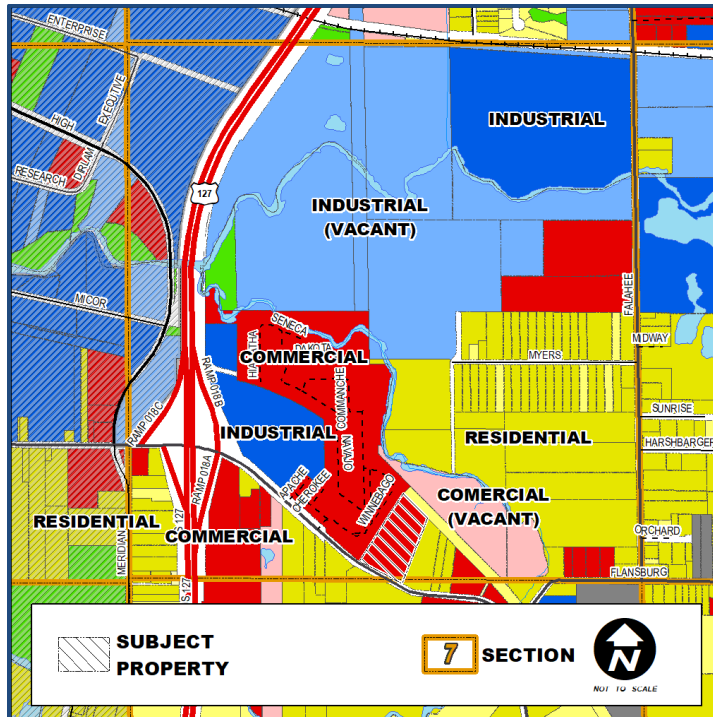 ENTERPRISE
EXECUTIVE
HIGH
DIRLAM
RESEARCH
127
INDUSTRIAL
INDUSTRIAL
(VACANT)
FALAHEE
MICOR
SENECA
HIAWATHA
DAKOTA
COMMERCIAL
MIDWAY
MYERS
RAMP 018B
RAMP 018C
COMMANCHE
NAVAJO
SUNRISE
INDUSTRIAL
RESIDENTIAL
HARSHBARGER
RAMP 018A
APACHE
CHEROKEE
WINNEBAGO
COMERCIAL
(VACANT)
RESIDENTIAL
MERIDIAN
S 127
COMMERCIAL
ORCHARD
FLANSBURG
S 127
SUBJECT
PROPERTY
7 SECTION
N
NOT TO SCALE